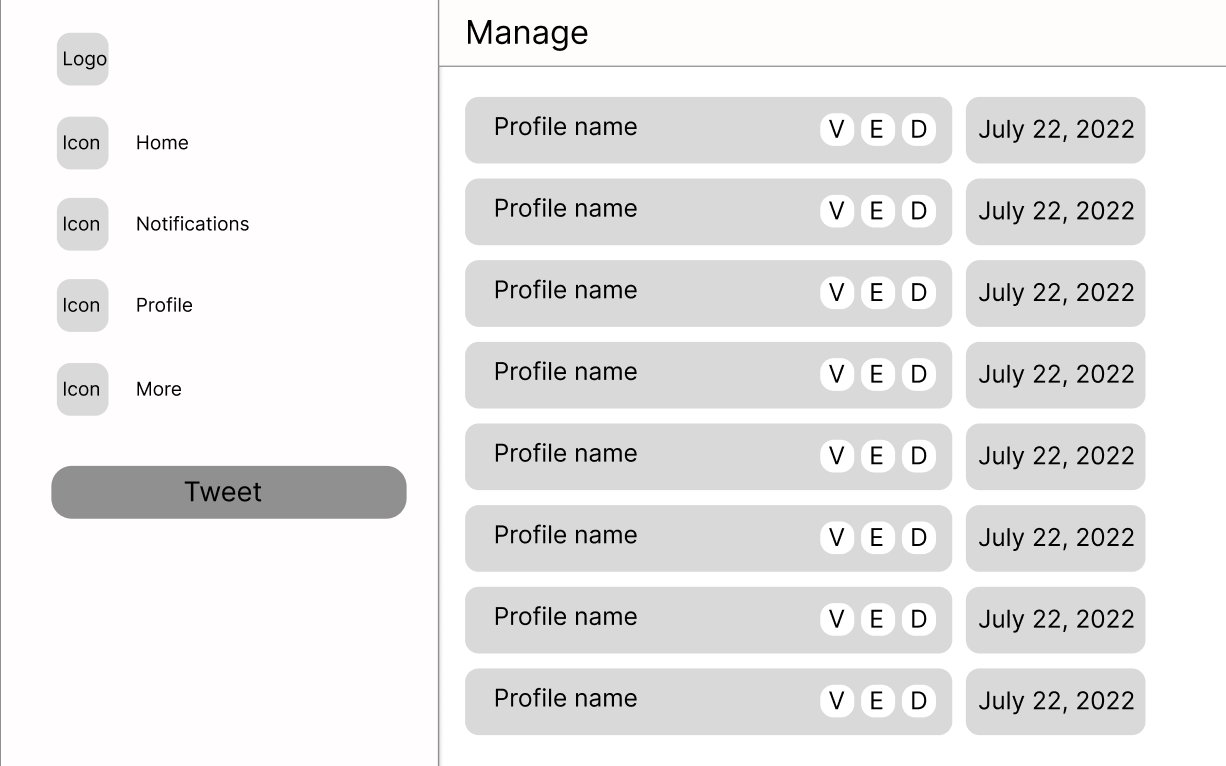 Logo
Icon Home
Icon Notifications
Icon Profile
Icon More
Tweet
Manage
Profile name V E D July 22, 2022
Profile name V E D July 22, 2022
Profile name V E D July 22, 2022
Profile name V E D July 22, 2022
Profile name V E D July 22, 2022
Profile name V E D July 22, 2022
Profile name V E D July 22, 2022
Profile name V E D July 22, 2022